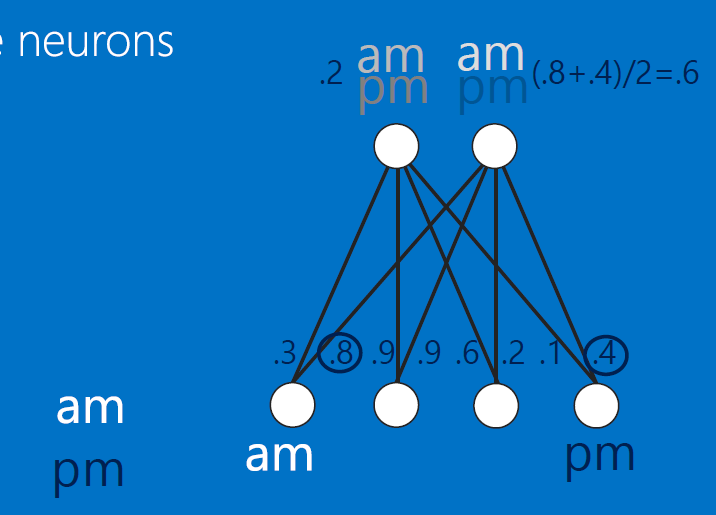 e neurons
.2 am am (.8+.4)/2=.6
pm pm
.3 .8 .9 .9 .6 .2 .1 .4
am
am pm
pm